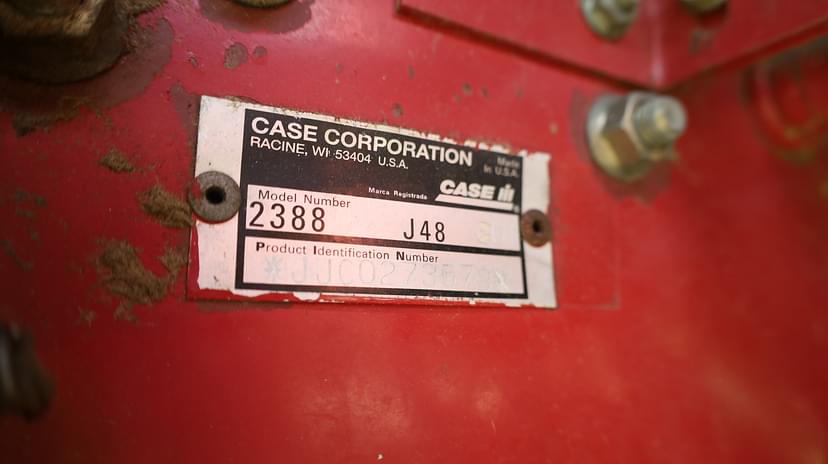 CASE CORPORATION
RACINE, WI 53404 U.S.A.
Made
In U.S.A.
Marca Registrada CASE IH
Model Number
2388 J48
Product Identification Number